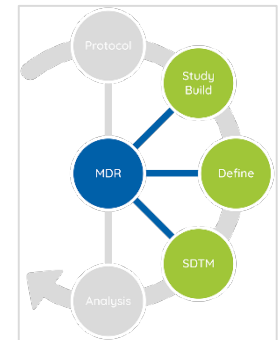 Protocol
Study
Build
MDR
Define
SDTM
Analysis